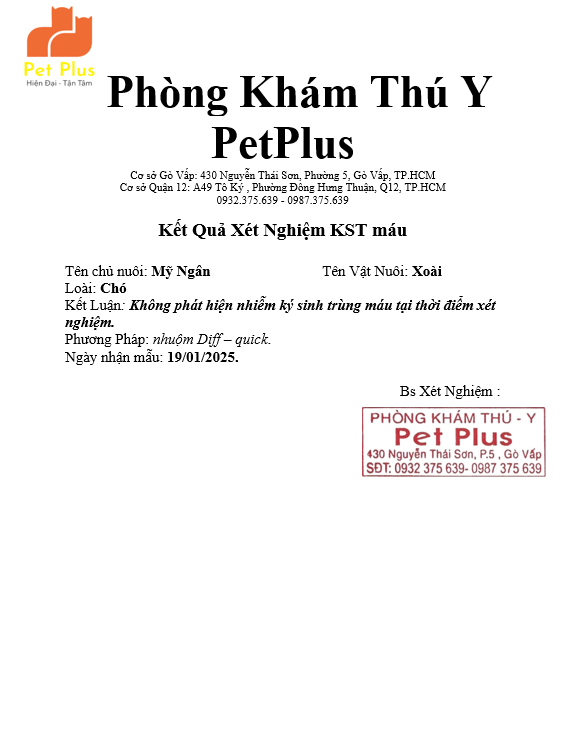 Pet Plus
Hiện Đại - Tận Tâm
Phòng Khám Thú Y
PetPlus
Cơ sở Gò Vấp: 430 Nguyễn Thái Sơn, Phường 5, Gò Vấp, TP.HCM
Cơ sở Quận 12: A49 Tô Ký , Phường Đông Hưng Thuận, Q12, TP.HCM
0932.375.639 - 0987.375.639
Kết Quả Xét Nghiệm KST máu
Tên chủ nuôi: Mỹ Ngân Tên Vật Nuôi: Xoài
Loài: Chó
Kết Luận: Không phát hiện nhiễm ký sinh trùng máu tại thời điểm xét
nghiệm.
Phương Pháp: nhuộm Diff – quick.
Ngày nhận mẫu: 19/01/2025.
Bs Xét Nghiệm :
PHÒNG KHÁM THÚ - Y
Pet Plus
430 Nguyễn Thái Sơn, P.5 , Gò Vấp
SĐT: 0932 375 639- 0987 375 639